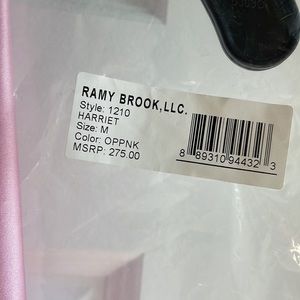 RAMY BROOK,LLC.
Style: 1210
HARRIET
Size: M
Color: OPPNK
MSRP: 275.00
8 89310 94432 3